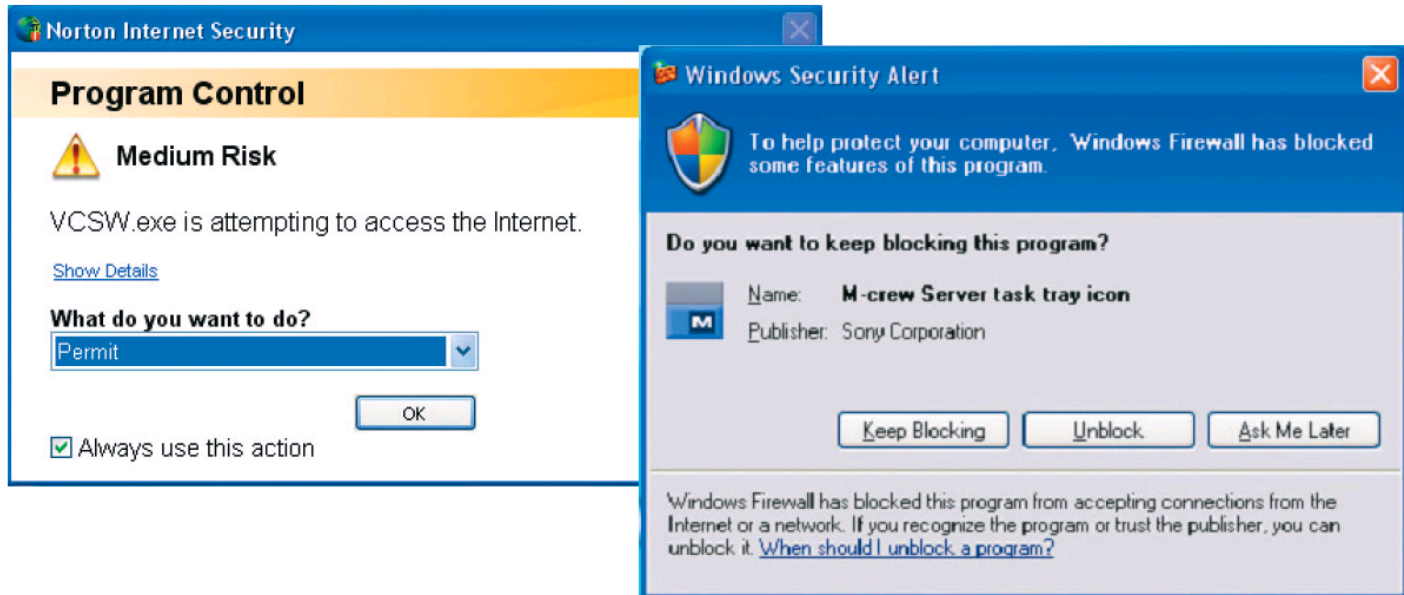 Norton Internet Security
Program Control
Medium Risk
VCSW.exe is attempting to access the Internet.
Show Details
What do you want to do?
Permit
OK
Always use this action
Windows Security Alert
To help protect your computer, Windows Firewall has blocked
some features of this program.
Do you want to keep blocking this program?
M
Name: M-crew Server task tray icon
Publisher: Sony Corporation
Keep Blocking Unblock Ask Me Later
Windows Firewall has blocked this program from accepting connections from the
Internet or a network. If you recognize the program or trust the publisher, you can
unblock it. When should I unblock a program?